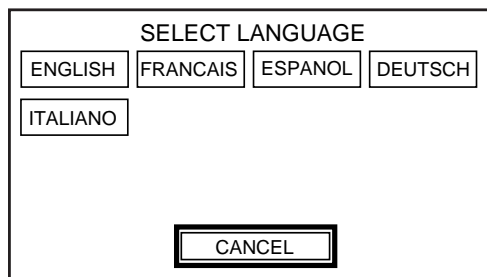 SELECT LANGUAGE
ENGLISH FRANCAIS ESPANOL DEUTSCH
ITALIANO
CANCEL